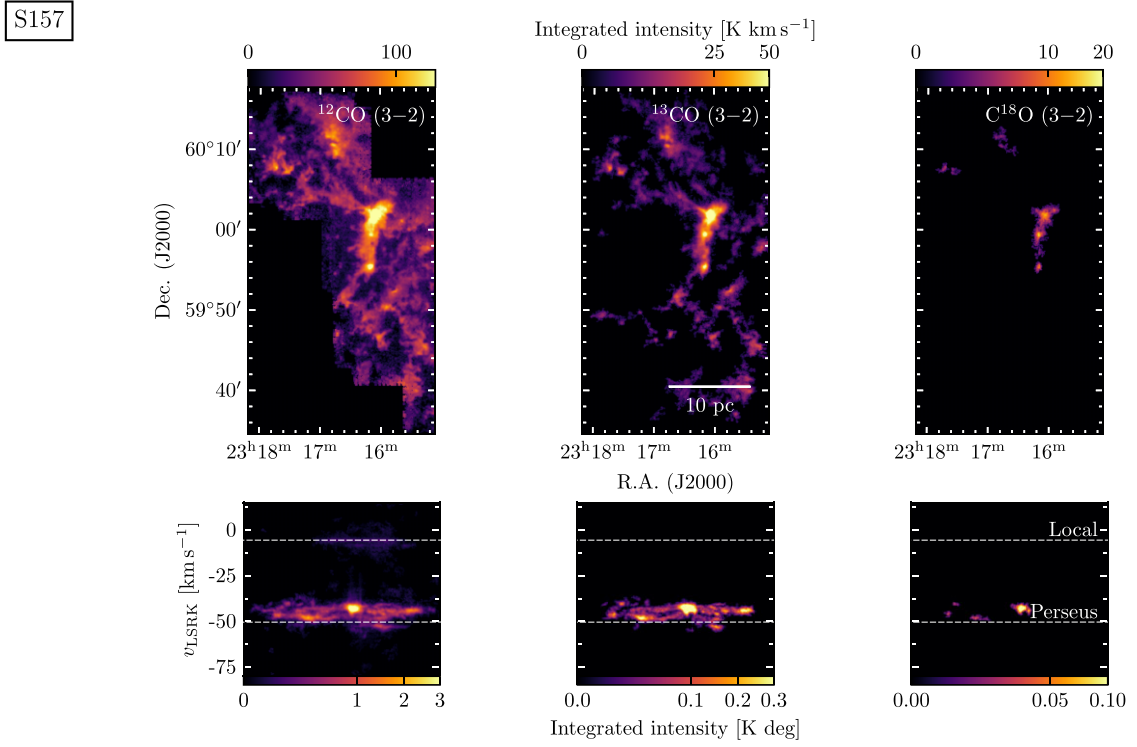 S157
Integrated intensity [K km s⁻¹]
0 100 0 25 50 0 10 20
¹²CO (3−2) ¹³CO (3−2) C¹⁸O (3−2)
60°10′
00′
59°50′
40′
Dec. (J2000)
10 pc
23ʰ18ᵐ 17ᵐ 16ᵐ 23ʰ18ᵐ 17ᵐ 16ᵐ 23ʰ18ᵐ 17ᵐ 16ᵐ
R.A. (J2000)
0
-25
-50
-75
v_LSRK [km s⁻¹]
Local
Perseus
0 1 2 3 0.0 0.1 0.2 0.3 0.00 0.05 0.10
Integrated intensity [K deg]